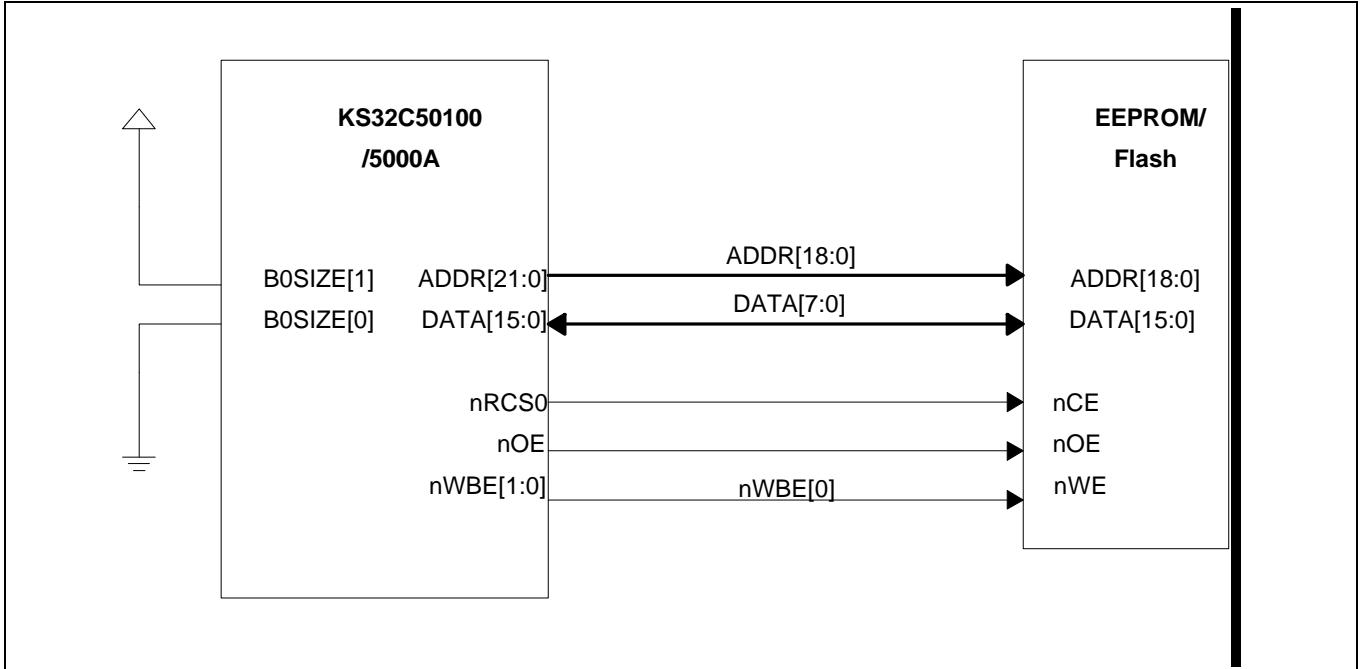 KS32C50100
/5000A
EEPROM/
Flash
B0SIZE[1]
ADDR[21:0]
ADDR[18:0]
ADDR[18:0]
B0SIZE[0]
DATA[15:0]
DATA[7:0]
DATA[15:0]
nRCS0
nCE
nOE
nOE
nWBE[1:0]
nWBE[0]
nWE